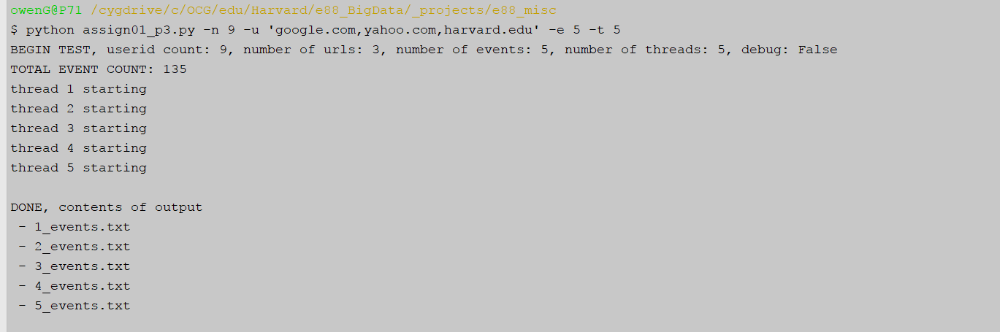 owenG@P71 /cygdrive/c/OCG/edu/Harvard/e88_BigData/_projects/e88_misc
$ python assign01_p3.py -n 9 -u 'google.com,yahoo.com,harvard.edu' -e 5 -t 5
BEGIN TEST, userid count: 9, number of urls: 3, number of events: 5, number of threads: 5, debug: False
TOTAL EVENT COUNT: 135
thread 1 starting
thread 2 starting
thread 3 starting
thread 4 starting
thread 5 starting

DONE, contents of output
 - 1_events.txt
 - 2_events.txt
 - 3_events.txt
 - 4_events.txt
 - 5_events.txt